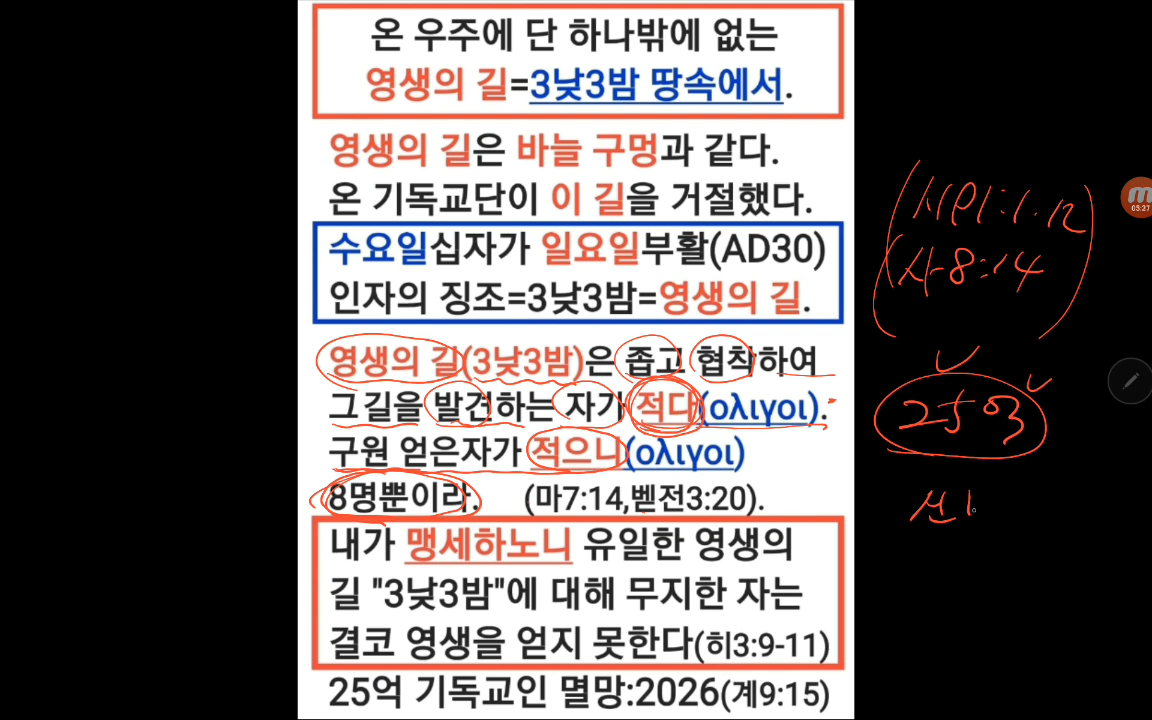 온 우주에 단 하나밖에 없는
영생의 길=3낮3밤 땅속에서.
영생의 길은 바늘 구멍과 같다.
온 기독교단이 이 길을 거절했다.
수요일십자가 일요일부활(AD30)
인자의 징조=3낮3밤=영생의 길.
영생의 길(3낮3밤)은 좁고 협착하여
그길을 발견하는 자가 적다(ολιγοι).
구원 얻은자가 적으니(ολιγοι)
8명뿐이라. (마7:14,벧전3:20).
내가 맹세하노니 유일한 영생의
길 "3낮3밤"에 대해 무지한 자는
결코 영생을 얻지 못한다(히3:9-11)
25억 기독교인 멸망:2026(계9:15)
사8:14
25억
03:27